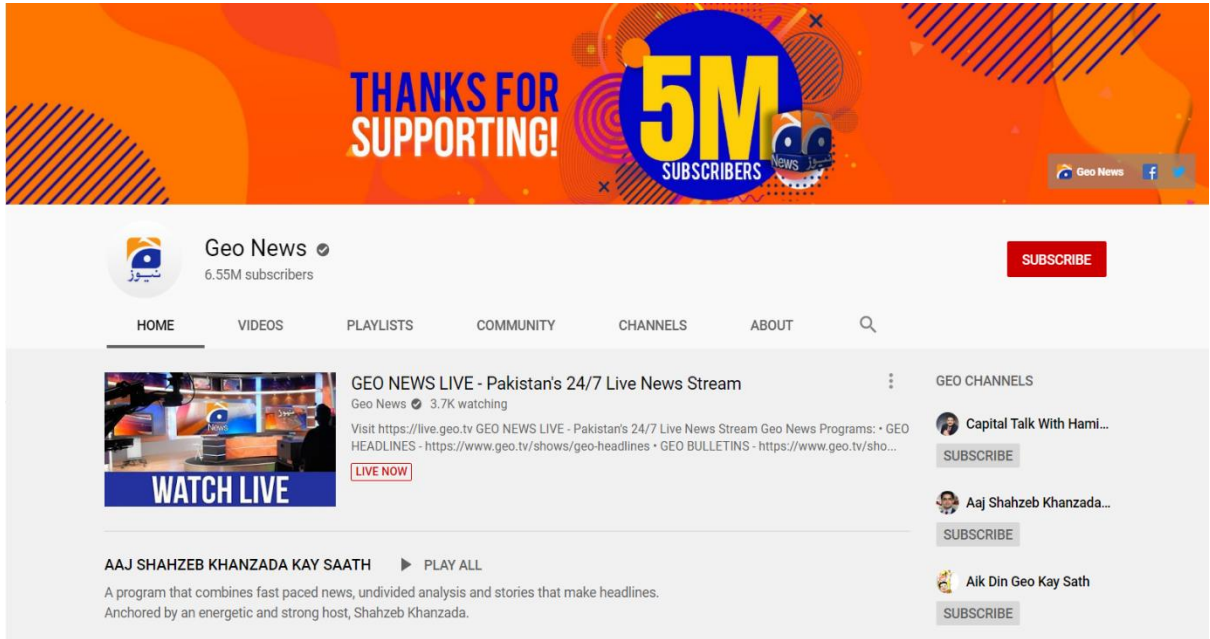 THANKS FOR
SUPPORTING!
5M
SUBSCRIBERS
News
نیوز
Geo News
Geo News
6.55M subscribers
نیوز
SUBSCRIBE
HOME
VIDEOS
PLAYLISTS
COMMUNITY
CHANNELS
ABOUT
GEO NEWS LIVE - Pakistan's 24/7 Live News Stream
Geo News 3.7K watching
Visit https://live.geo.tv GEO NEWS LIVE - Pakistan's 24/7 Live News Stream Geo News Programs: • GEO
HEADLINES - https://www.geo.tv/shows/geo-headlines • GEO BULLETINS - https://www.geo.tv/sho...
LIVE NOW
News
WATCH LIVE
AAJ SHAHZEB KHANZADA KAY SAATH PLAY ALL
A program that combines fast paced news, undivided analysis and stories that make headlines.
Anchored by an energetic and strong host, Shahzeb Khanzada.
GEO CHANNELS
Capital Talk With Hami...
SUBSCRIBE
Aaj Shahzeb Khanzada...
SUBSCRIBE
Aik Din Geo Kay Sath
SUBSCRIBE